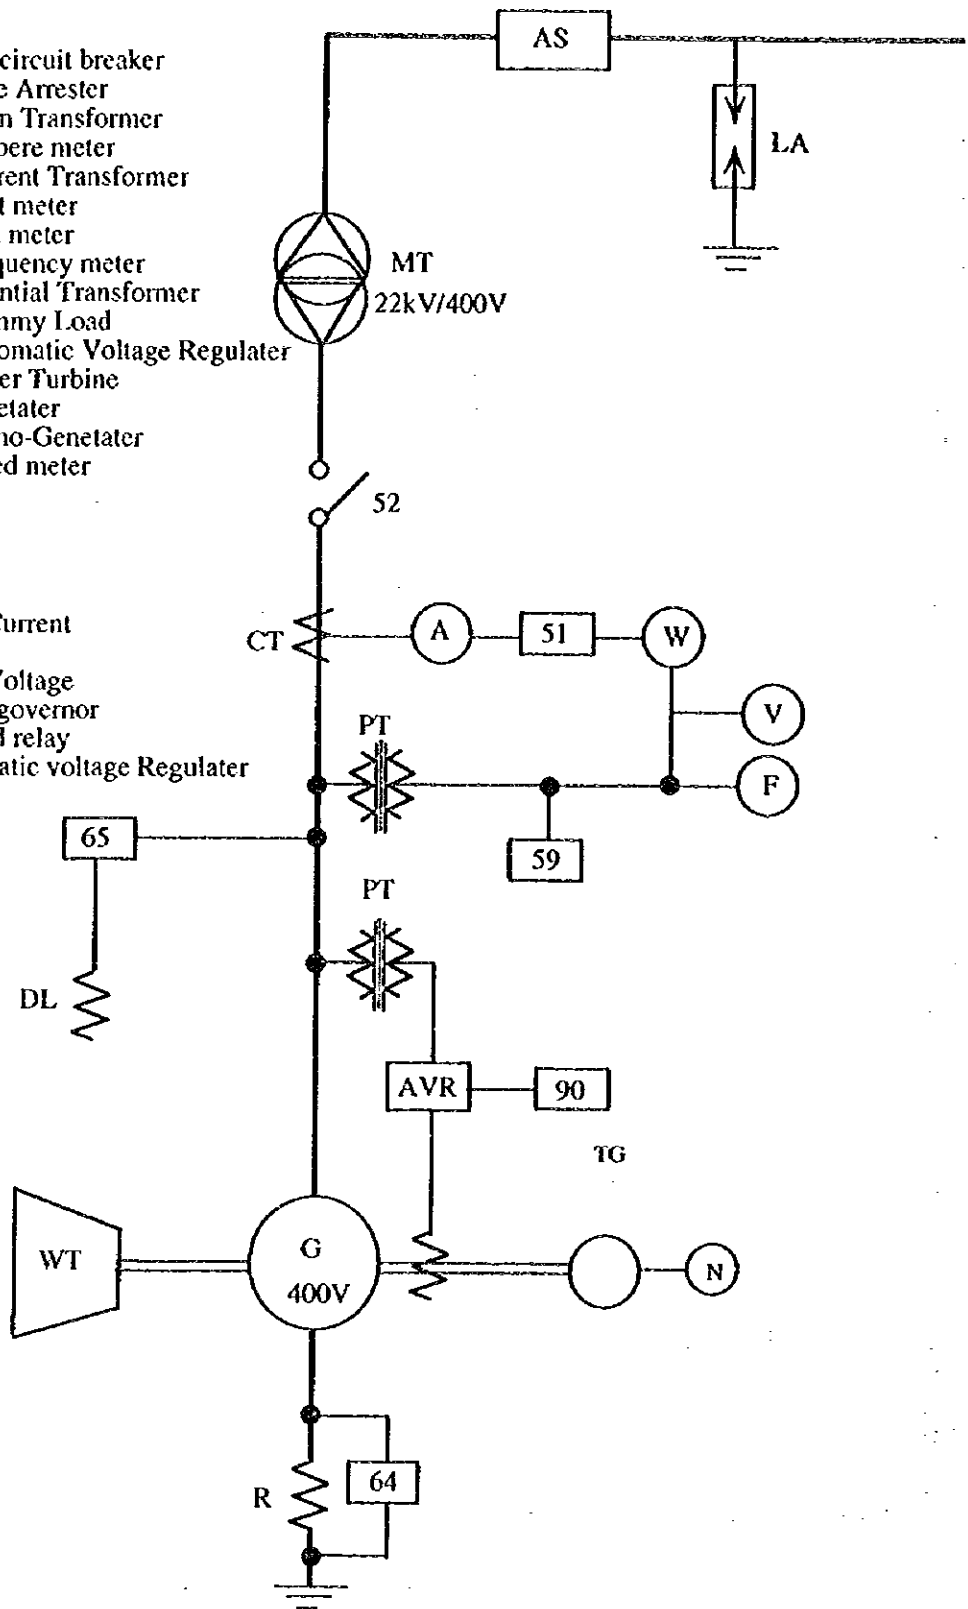 circuit breaker
e Arrester
n Transformer
pere meter
rent Transformer
t meter
meter
quency meter
ntial Transformer
nmy Load
omatic Voltage Regulater
er Turbine
etater
no-Genetater
ed meter
Current
Voltage
governor
d relay
atic voltage Regulater
AS
LA
MT
22kV/400V
52
CT
A
51
W
V
PT
F
65
59
PT
DL
AVR
90
TG
WT
G
400V
N
R
64